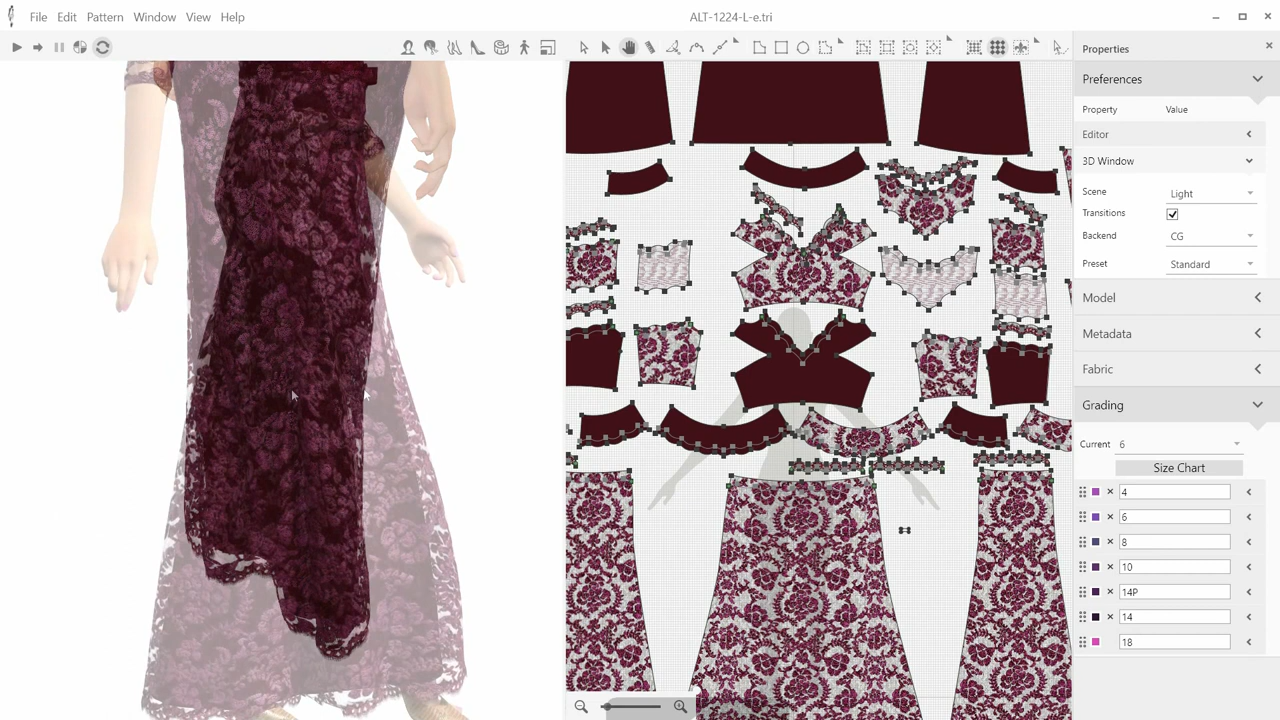 File Edit Pattern Window View Help
ALT-1224-L-e.tri
Properties
Preferences
Property Value
Editor
3D Window
Scene Light
Transitions
Backend CG
Preset Standard
Model
Metadata
Fabric
Grading
Current 6
Size Chart
4
6
8
10
14P
14
18